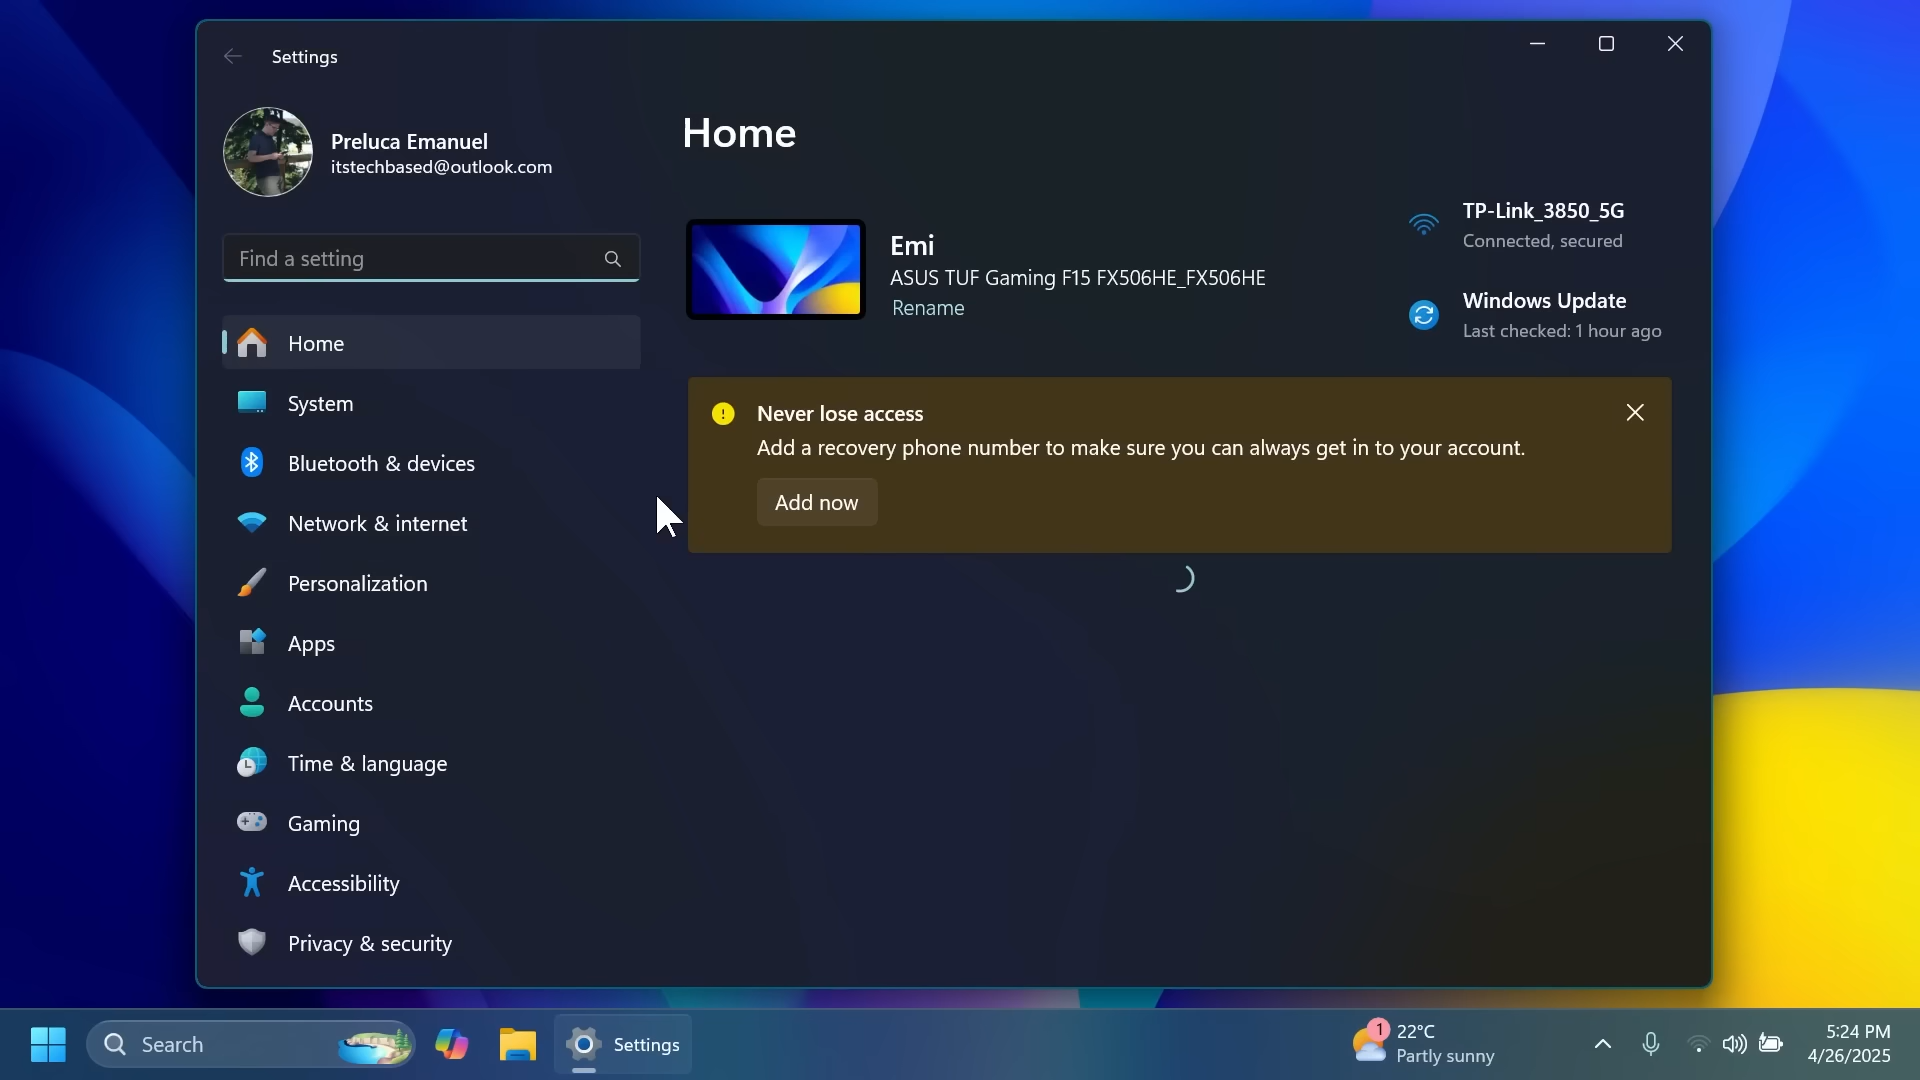 Settings
Preluca Emanuel
itstechbased@outlook.com
Find a setting
Home
System
Bluetooth & devices
Network & internet
Personalization
Apps
Accounts
Time & language
Gaming
Accessibility
Privacy & security
Home
Emi
ASUS TUF Gaming F15 FX506HE_FX506HE
Rename
TP-Link_3850_5G
Connected, secured
Windows Update
Last checked: 1 hour ago
Never lose access
Add a recovery phone number to make sure you can always get in to your account.
Add now
Search
Settings
1
22°C
Partly sunny
5:24 PM
4/26/2025